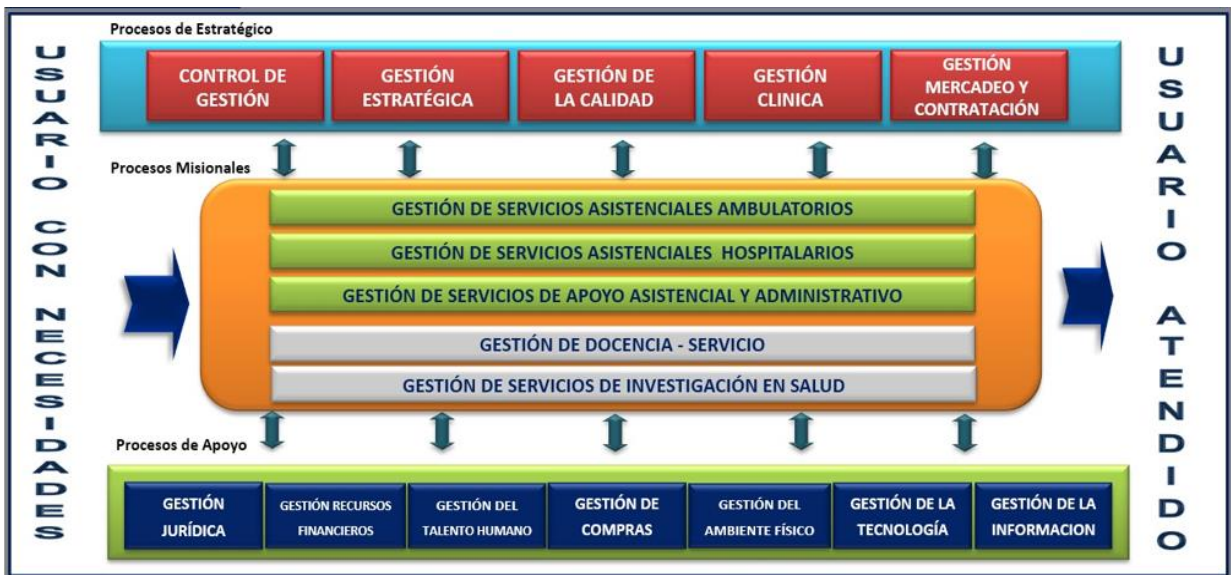 USUARIO CON NECESIDADES
Procesos de Estratégico
CONTROL DE
GESTIÓN
GESTIÓN
ESTRATÉGICA
GESTIÓN DE
LA CALIDAD
GESTIÓN
CLINICA
GESTIÓN
MERCADEO Y
CONTRATACIÓN
Procesos Misionales
GESTIÓN DE SERVICIOS ASISTENCIALES AMBULATORIOS
GESTIÓN DE SERVICIOS ASISTENCIALES HOSPITALARIOS
GESTIÓN DE SERVICIOS DE APOYO ASISTENCIAL Y ADMINISTRATIVO
GESTIÓN DE DOCENCIA - SERVICIO
GESTIÓN DE SERVICIOS DE INVESTIGACIÓN EN SALUD
Procesos de Apoyo
GESTIÓN
JURÍDICA
GESTIÓN RECURSOS
FINANCIEROS
GESTIÓN DEL
TALENTO HUMANO
GESTIÓN DE
COMPRAS
GESTIÓN DEL
AMBIENTE FÍSICO
GESTIÓN DE LA
TECNOLOGÍA
GESTIÓN DE LA
INFORMACION
USUARIO ATENDIDO